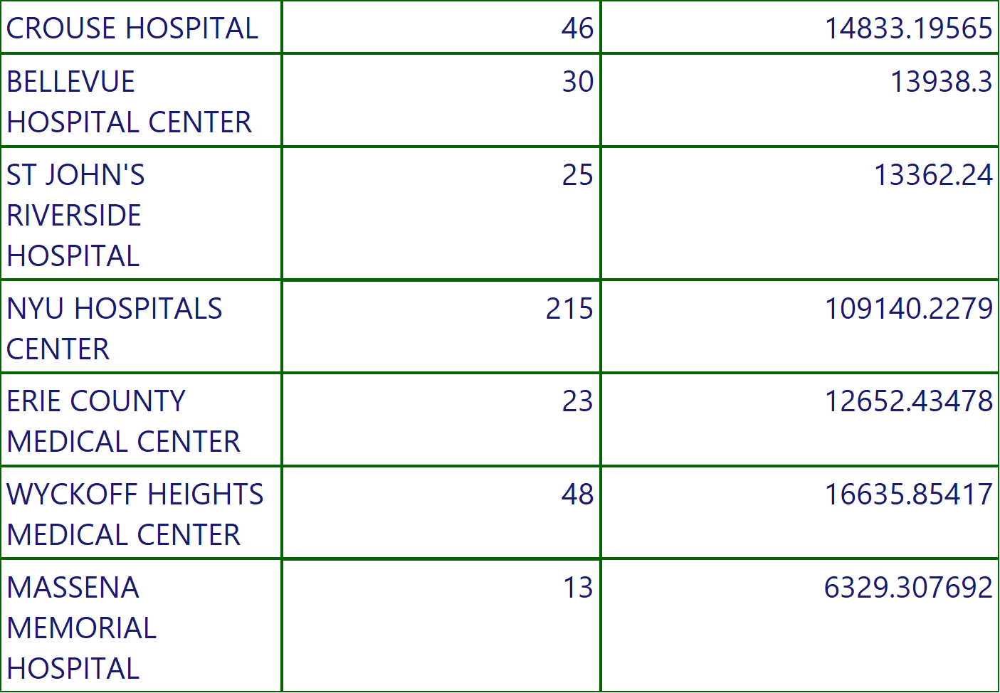 CROUSE HOSPITAL 46 14833.19565
BELLEVUE 30 13938.3
HOSPITAL CENTER
ST JOHN'S 25 13362.24
RIVERSIDE
HOSPITAL
NYU HOSPITALS 215 109140.2279
CENTER
ERIE COUNTY 23 12652.43478
MEDICAL CENTER
WYCKOFF HEIGHTS 48 16635.85417
MEDICAL CENTER
MASSENA 13 6329.307692
MEMORIAL
HOSPITAL